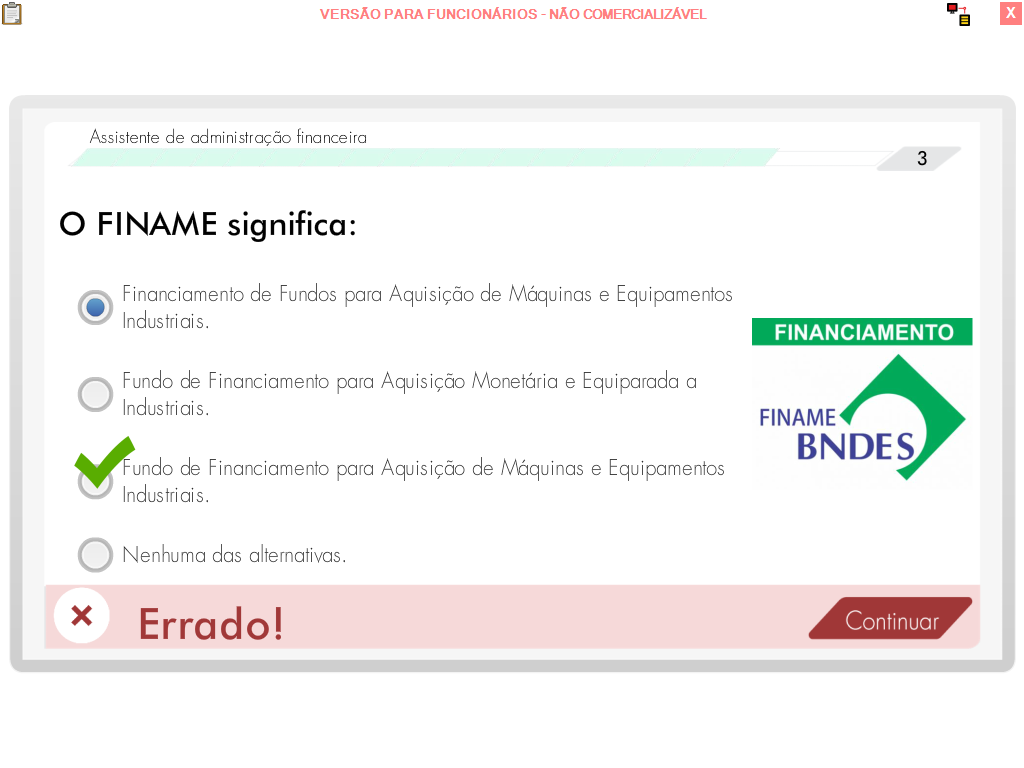 VERSÃO PARA FUNCIONÁRIOS - NÃO COMERCIALIZÁVEL
X
Assistente de administração financeira
3
O FINAME significa:
Financiamento de Fundos para Aquisição de Máquinas e Equipamentos
Industriais.
Fundo de Financiamento para Aquisição Monetária e Equiparada a
Industriais.
Fundo de Financiamento para Aquisição de Máquinas e Equipamentos
Industriais.
Nenhuma das alternativas.
FINANCIAMENTO
FINAME
BNDES
Errado!
Continuar